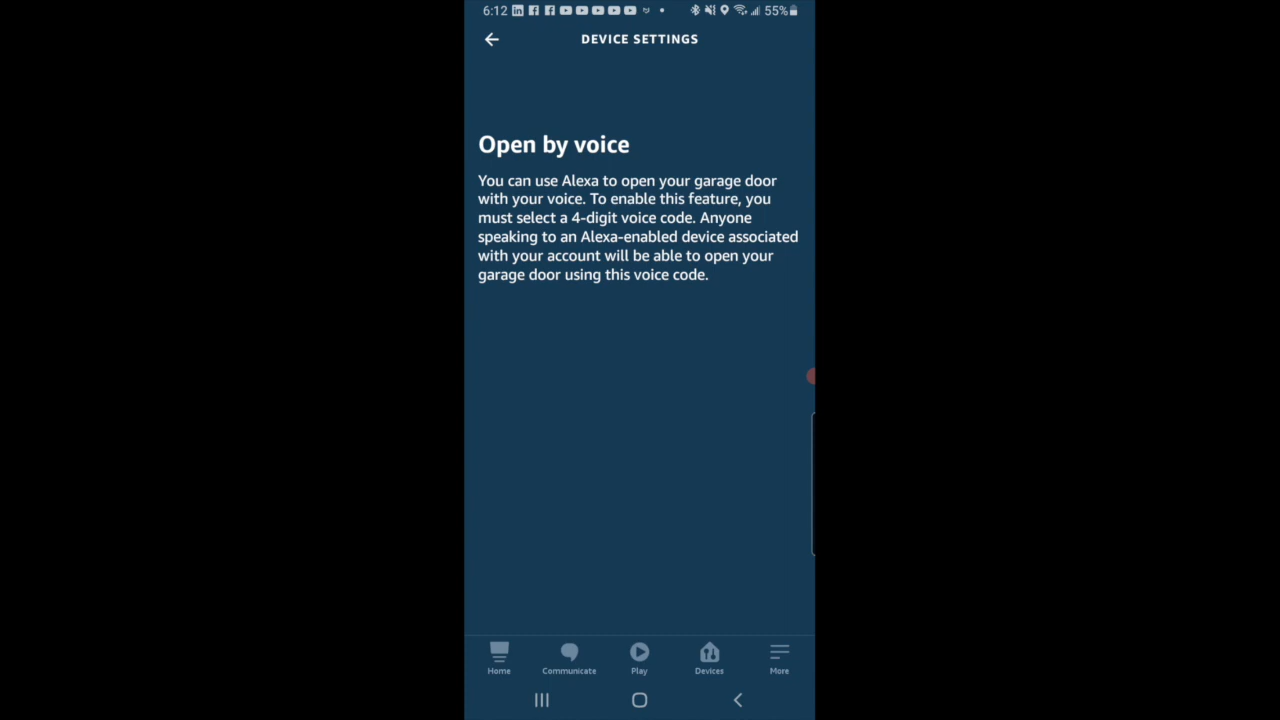 6:12 55%
DEVICE SETTINGS
Open by voice
You can use Alexa to open your garage door
with your voice. To enable this feature, you
must select a 4-digit voice code. Anyone
speaking to an Alexa-enabled device associated
with your account will be able to open your
garage door using this voice code.
Home Communicate Play Devices More